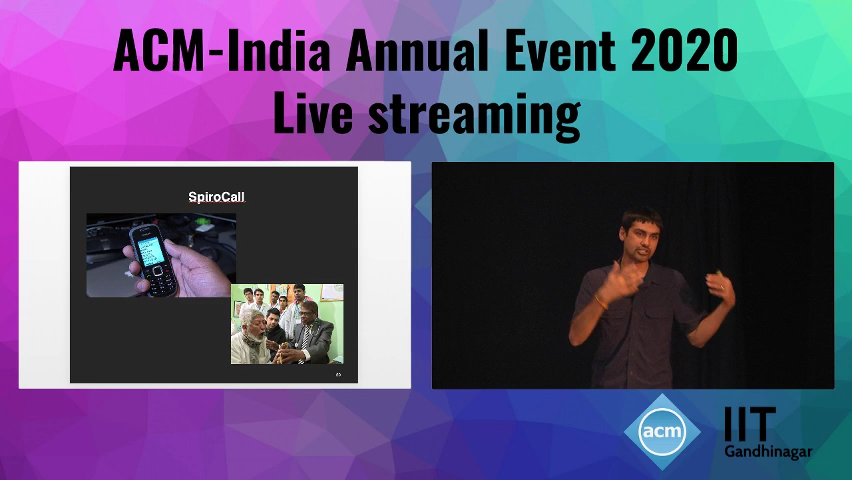 ACM-India Annual Event 2020
Live streaming
SpiroCall
acm
IIT
Gandhinagar